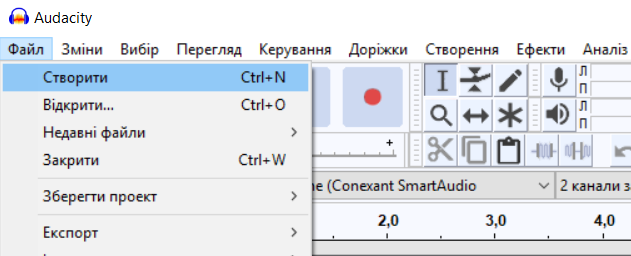 Audacity
Файл Зміни Вибір Перегляд Керування Доріжки Створення Ефекти Аналіз
Створити Ctrl+N
Відкрити... Ctrl+O
Недавні файли
Закрити Ctrl+W
Зберегти проект
Експорт
Л
П
Л
П
(Conexant SmartAudio
2 канали
2,0 3,0 4,0